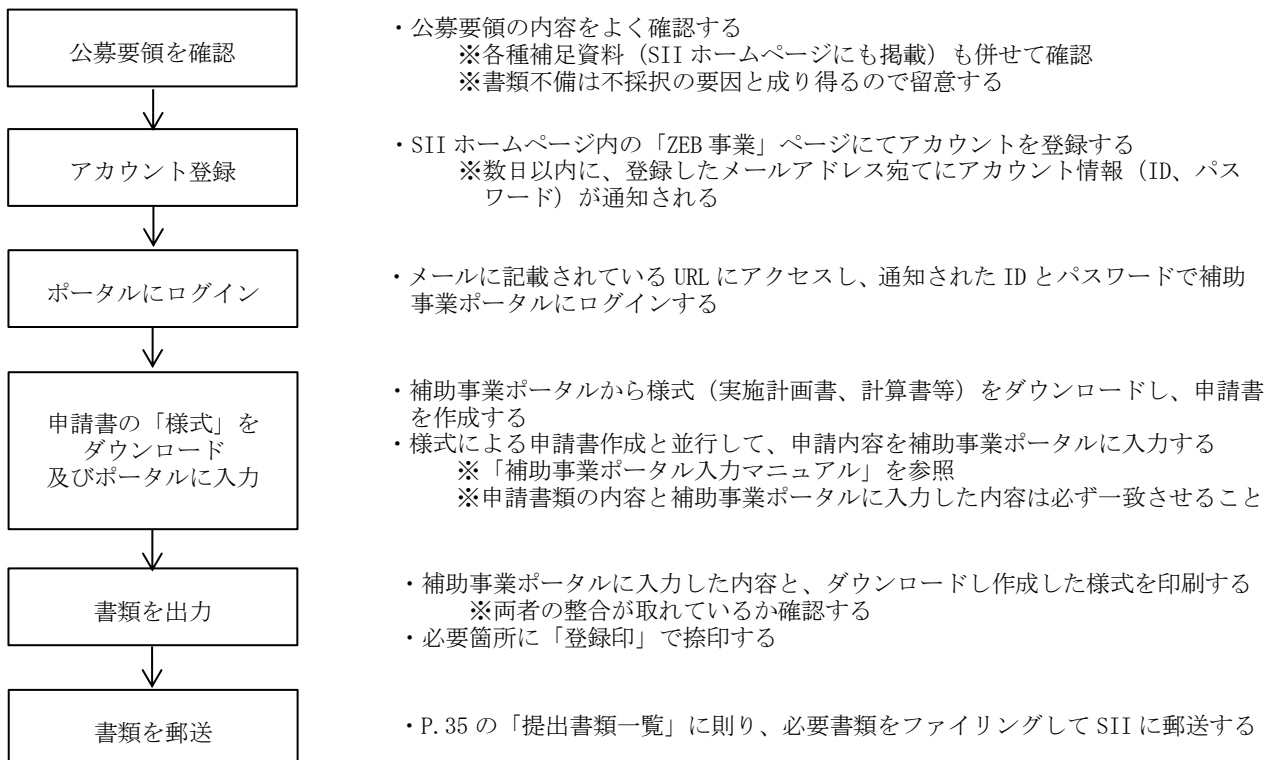 公募要領を確認
・公募要領の内容をよく確認する
※各種補足資料（SII ホームページにも掲載）も併せて確認
※書類不備は不採択の要因と成り得るので留意する
アカウント登録
・SII ホームページ内の「ZEB 事業」ページにてアカウントを登録する
※数日以内に、登録したメールアドレス宛てにアカウント情報（ID、パス
ワード）が通知される
ポータルにログイン
・メールに記載されている URL にアクセスし、通知された ID とパスワードで補助
事業ポータルにログインする
申請書の「様式」を
ダウンロード
及びポータルに入力
・補助事業ポータルから様式（実施計画書、計算書等）をダウンロードし、申請書
を作成する
・様式による申請書作成と並行して、申請内容を補助事業ポータルに入力する
※「補助事業ポータル入力マニュアル」を参照
※申請書類の内容と補助事業ポータルに入力した内容は必ず一致させること
書類を出力
・補助事業ポータルに入力した内容と、ダウンロードし作成した様式を印刷する
※両者の整合が取れているか確認する
・必要箇所に「登録印」で捺印する
書類を郵送
・P.35 の「提出書類一覧」に則り、必要書類をファイリングして SII に郵送する